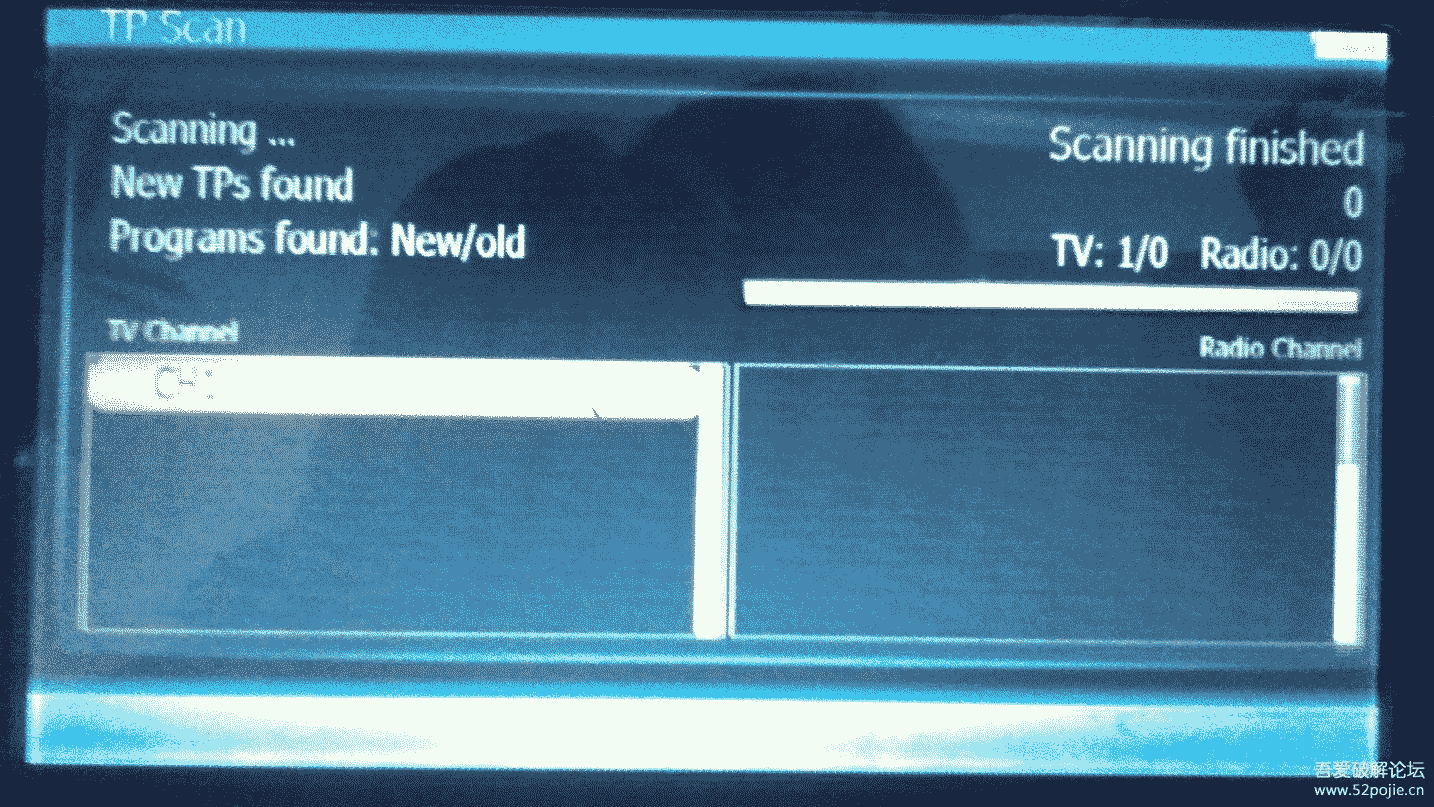 TP Scan
Scanning ... Scanning finished
New TPs found 0
Programs found: New/old TV: 1/0 Radio: 0/0
TV Channel Radio Channel
CH:
吾爱破解论坛
www.52pojie.cn